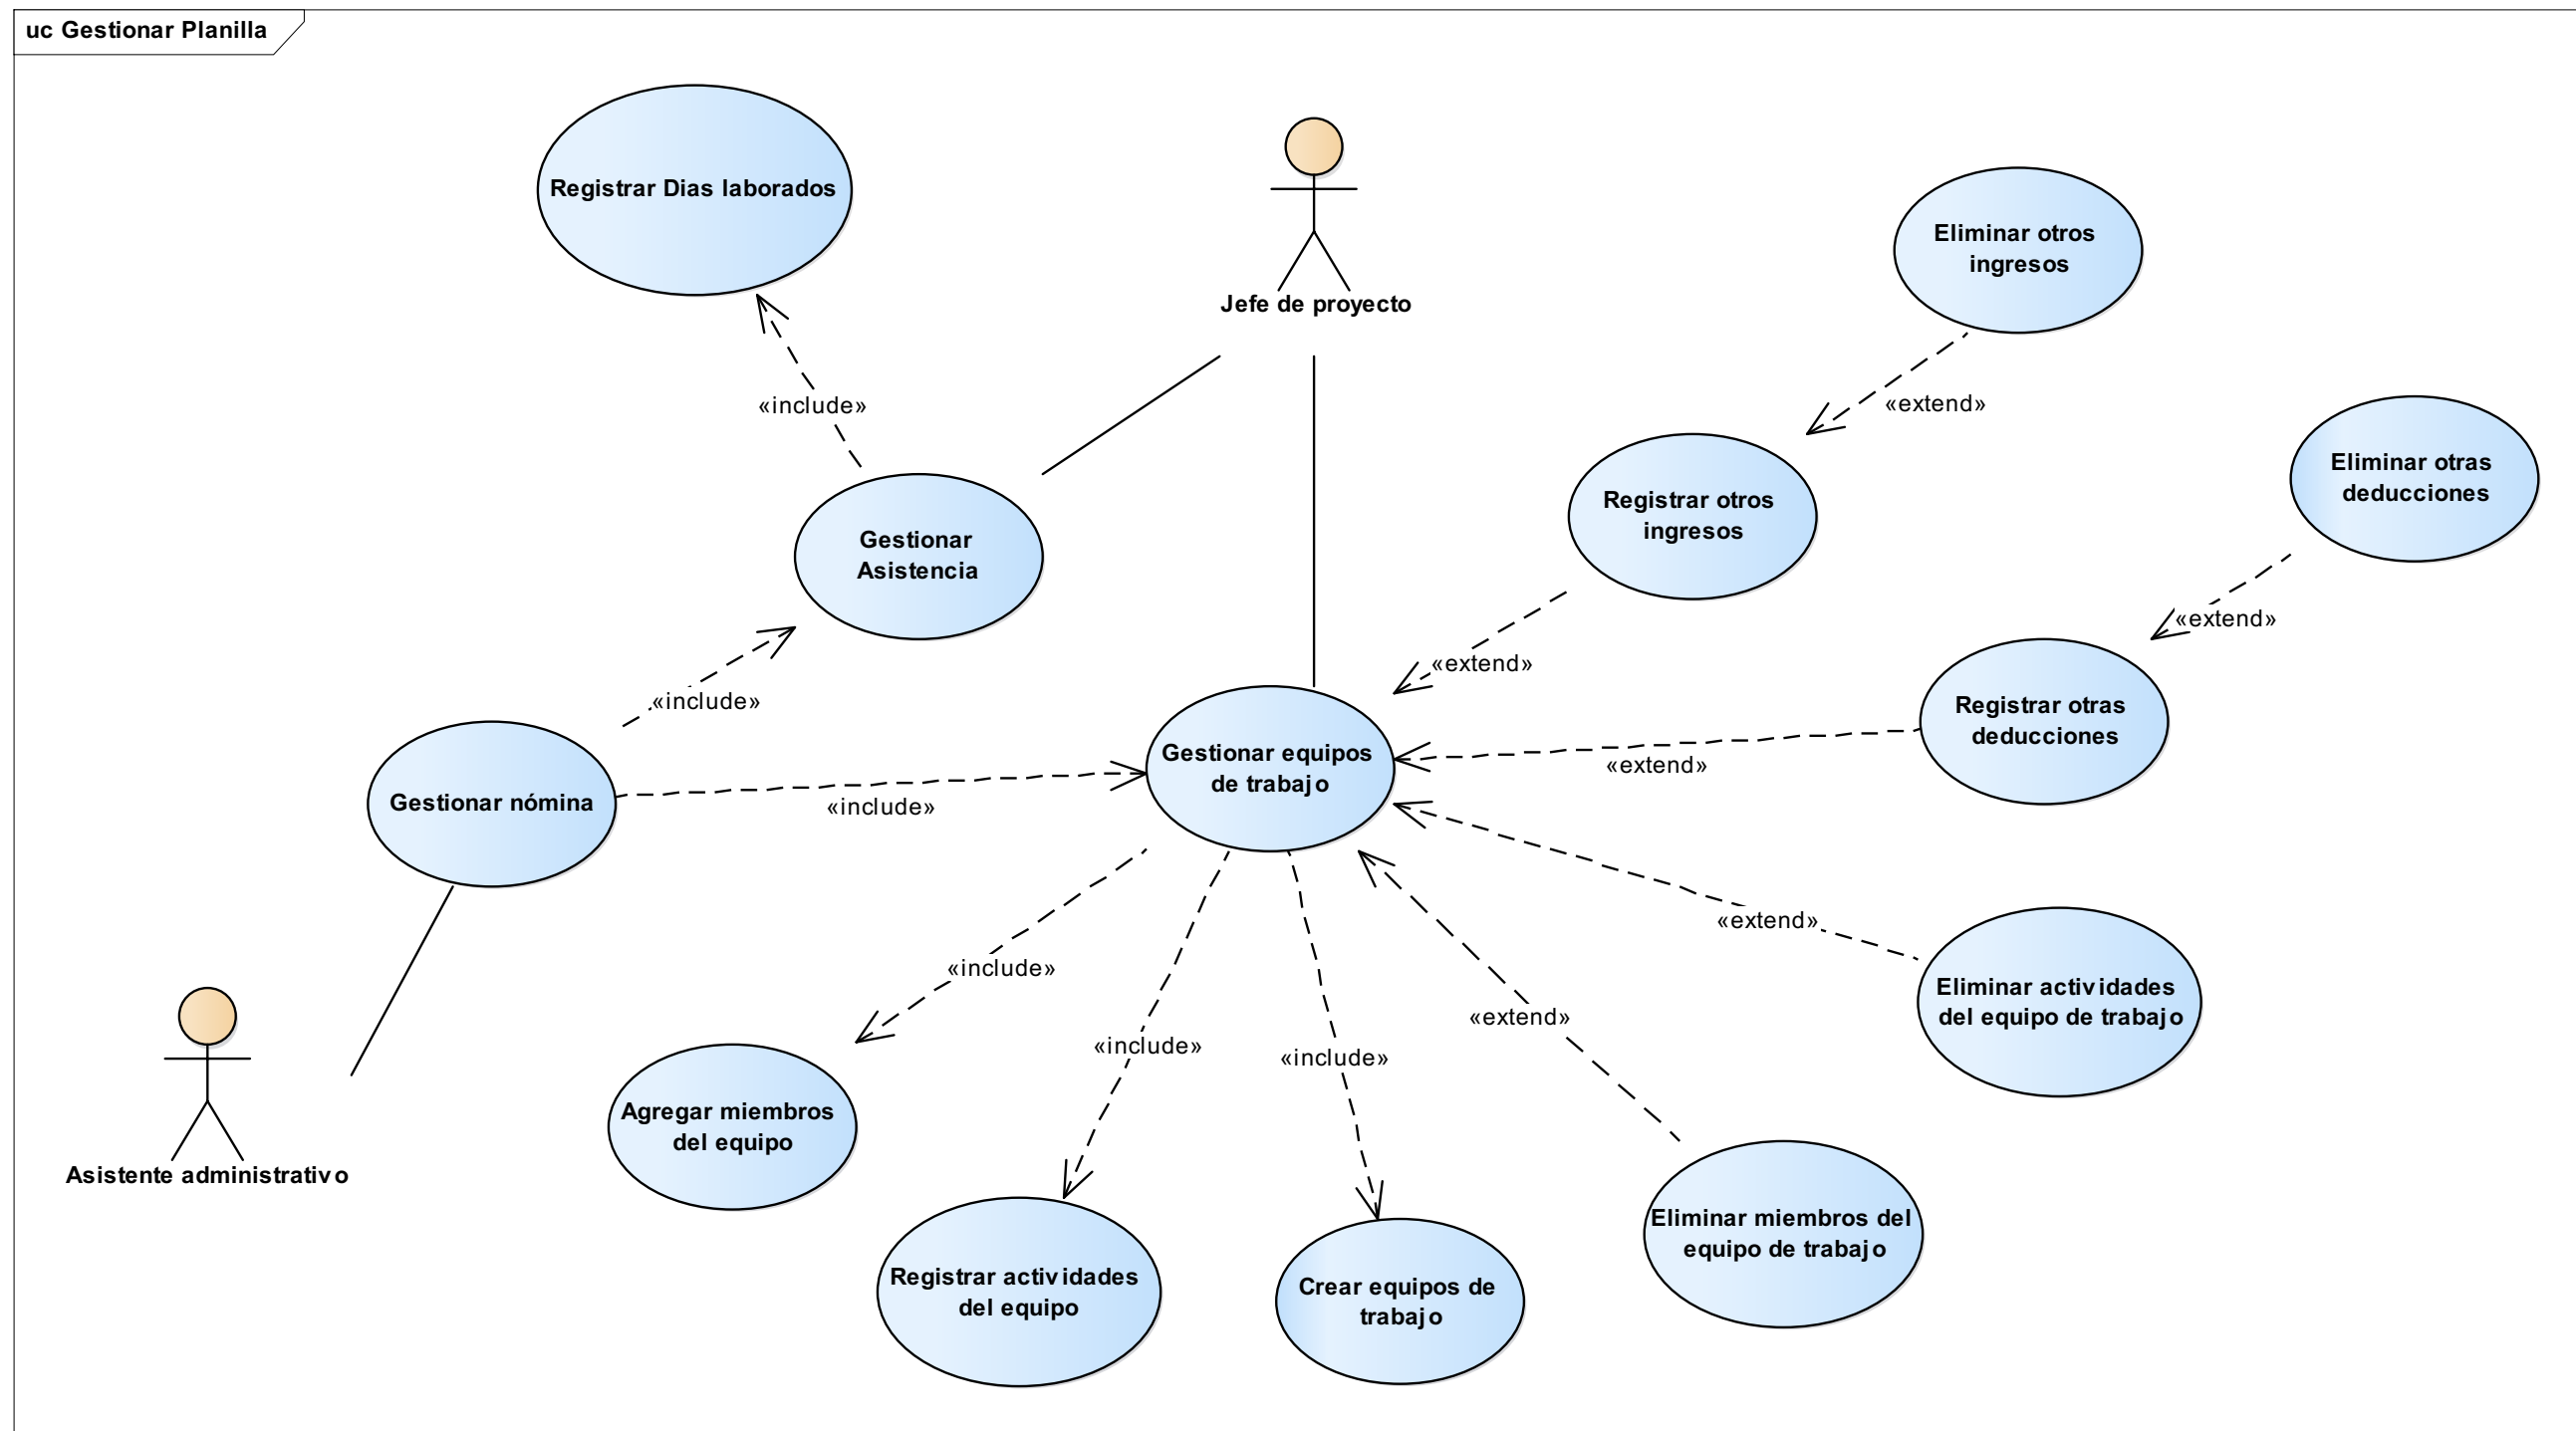 uc Gestionar Planilla
Registrar Dias laborados
Jefe de proyecto
Eliminar otros
ingresos
«include»
«extend»
Eliminar otras
deducciones
Registrar otros
ingresos
Gestionar
Asistencia
«extend»
«extend»
«include»
Registrar otras
deducciones
Gestionar equipos
de trabajo
«extend»
Gestionar nómina
«include»
«extend»
«include»
«extend»
Eliminar actividades
del equipo de trabajo
«include»
«include»
Agregar miembros
del equipo
Asistente administrativo
Eliminar miembros del
equipo de trabajo
Registrar actividades
del equipo
Crear equipos de
trabajo